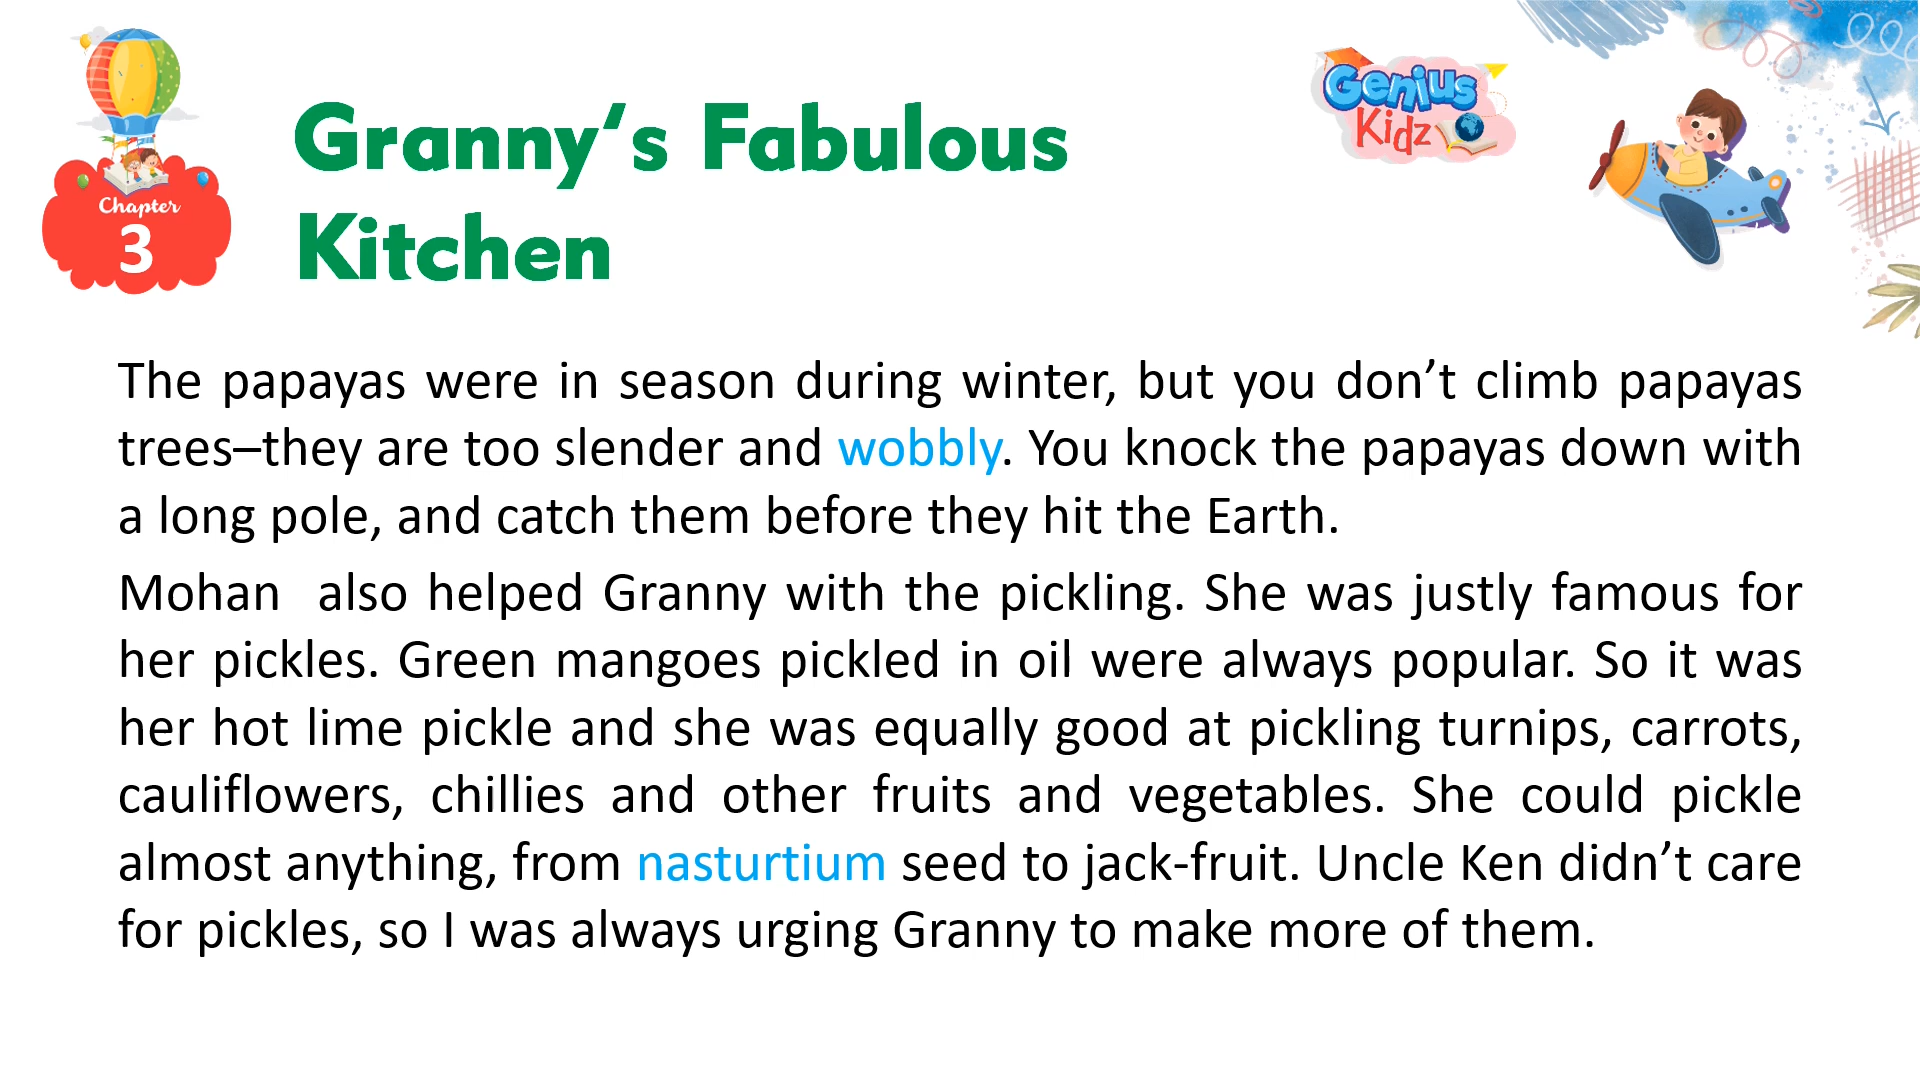 Chapter
3
Granny‘s Fabulous
Kitchen
Genius
Kidz
The papayas were in season during winter, but you don’t climb papayas
trees–they are too slender and wobbly. You knock the papayas down with
a long pole, and catch them before they hit the Earth.
Mohan also helped Granny with the pickling. She was justly famous for
her pickles. Green mangoes pickled in oil were always popular. So it was
her hot lime pickle and she was equally good at pickling turnips, carrots,
cauliflowers, chillies and other fruits and vegetables. She could pickle
almost anything, from nasturtium seed to jack-fruit. Uncle Ken didn’t care
for pickles, so I was always urging Granny to make more of them.